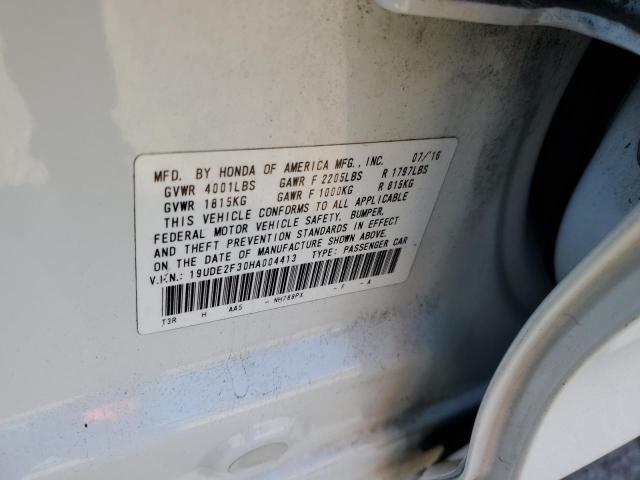 MFD. BY HONDA OF AMERICA MFG., INC. 07/'16
GVWR 4001LBS GAWR F 2205LBS R 1797LBS
GVWR 1815KG GAWR F 1000KG R 815KG
THIS VEHICLE CONFORMS TO ALL APPLICABLE
FEDERAL MOTOR VEHICLE SAFETY, BUMPER,
AND THEFT PREVENTION STANDARDS IN EFFECT
ON THE DATE OF MANUFACTURE SHOWN ABOVE.
V.I.N. 19UDE2F30HA004413 TYPE: PASSENGER CAR
T3R H AA5 - NH788PX - F - A